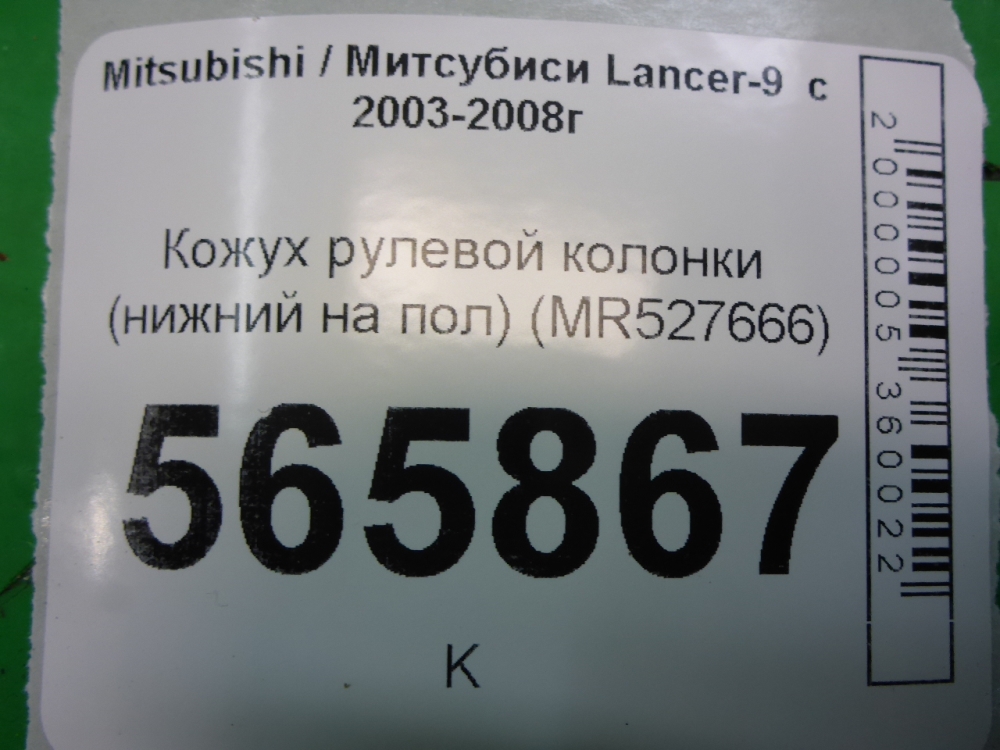 Mitsubishi / Митсубиси Lancer-9 с
2003-2008г
Кожух рулевой колонки
(нижний на пол) (MR527666)
565867
К
2000005360022